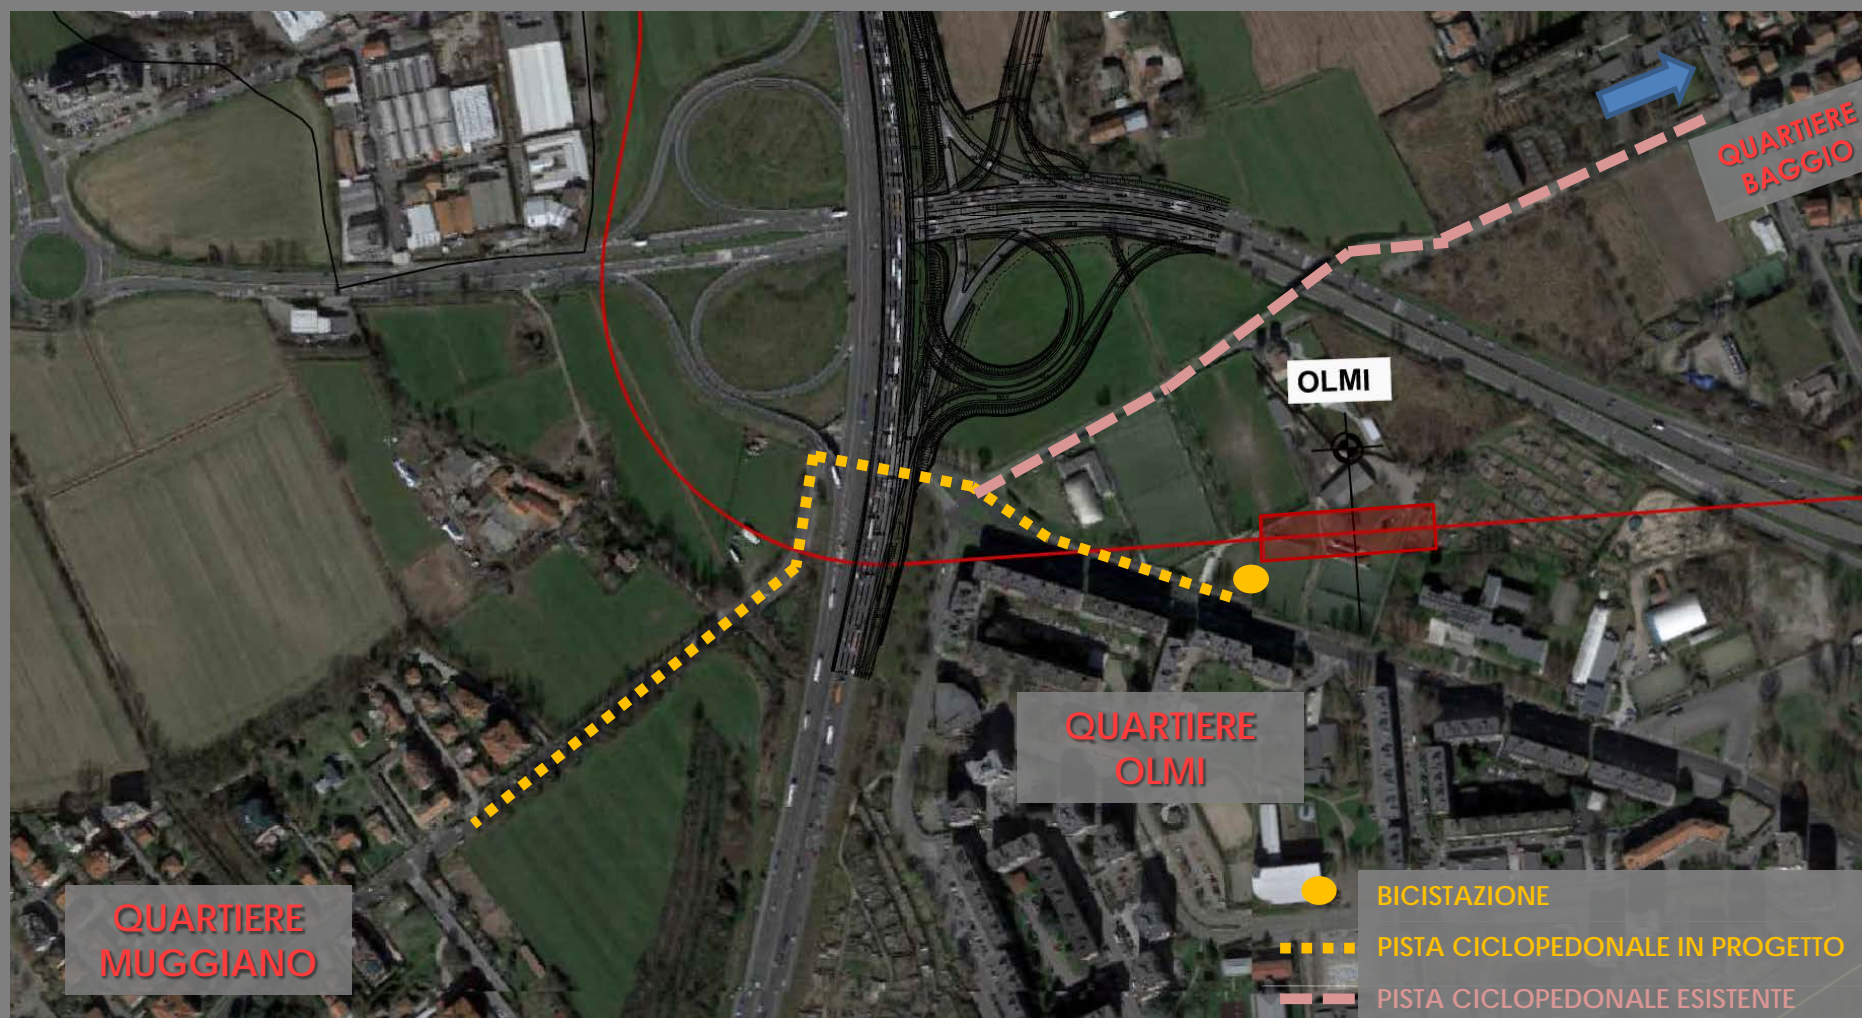 QUARTIERE
BAGGIO
OLMI
QUARTIERE
OLMI
QUARTIERE
MUGGIANO
BICISTAZIONE
PISTA CICLOPEDONALE IN PROGETTO
PISTA CICLOPEDONALE ESISTENTE